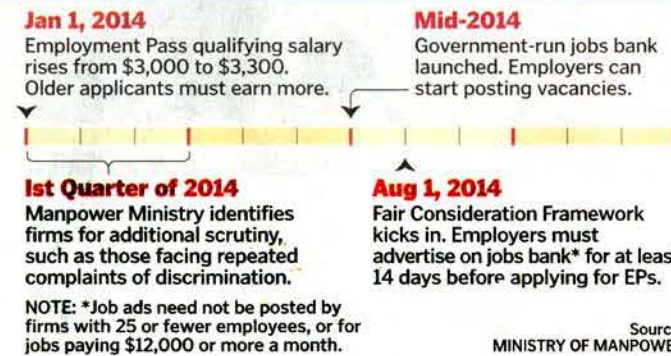 Jan 1, 2014
Employment Pass qualifying salary
rises from $3,000 to $3,300.
Older applicants must earn more.
Mid-2014
Government-run jobs bank
launched. Employers can
start posting vacancies.
1st Quarter of 2014
Manpower Ministry identifies
firms for additional scrutiny,
such as those facing repeated
complaints of discrimination.
Aug 1, 2014
Fair Consideration Framework
kicks in. Employers must
advertise on jobs bank* for at leas
14 days before applying for EPs.
NOTE: *Job ads need not be posted by
firms with 25 or fewer employees, or for
jobs paying $12,000 or more a month.
Sourc
MINISTRY OF MANPOWE